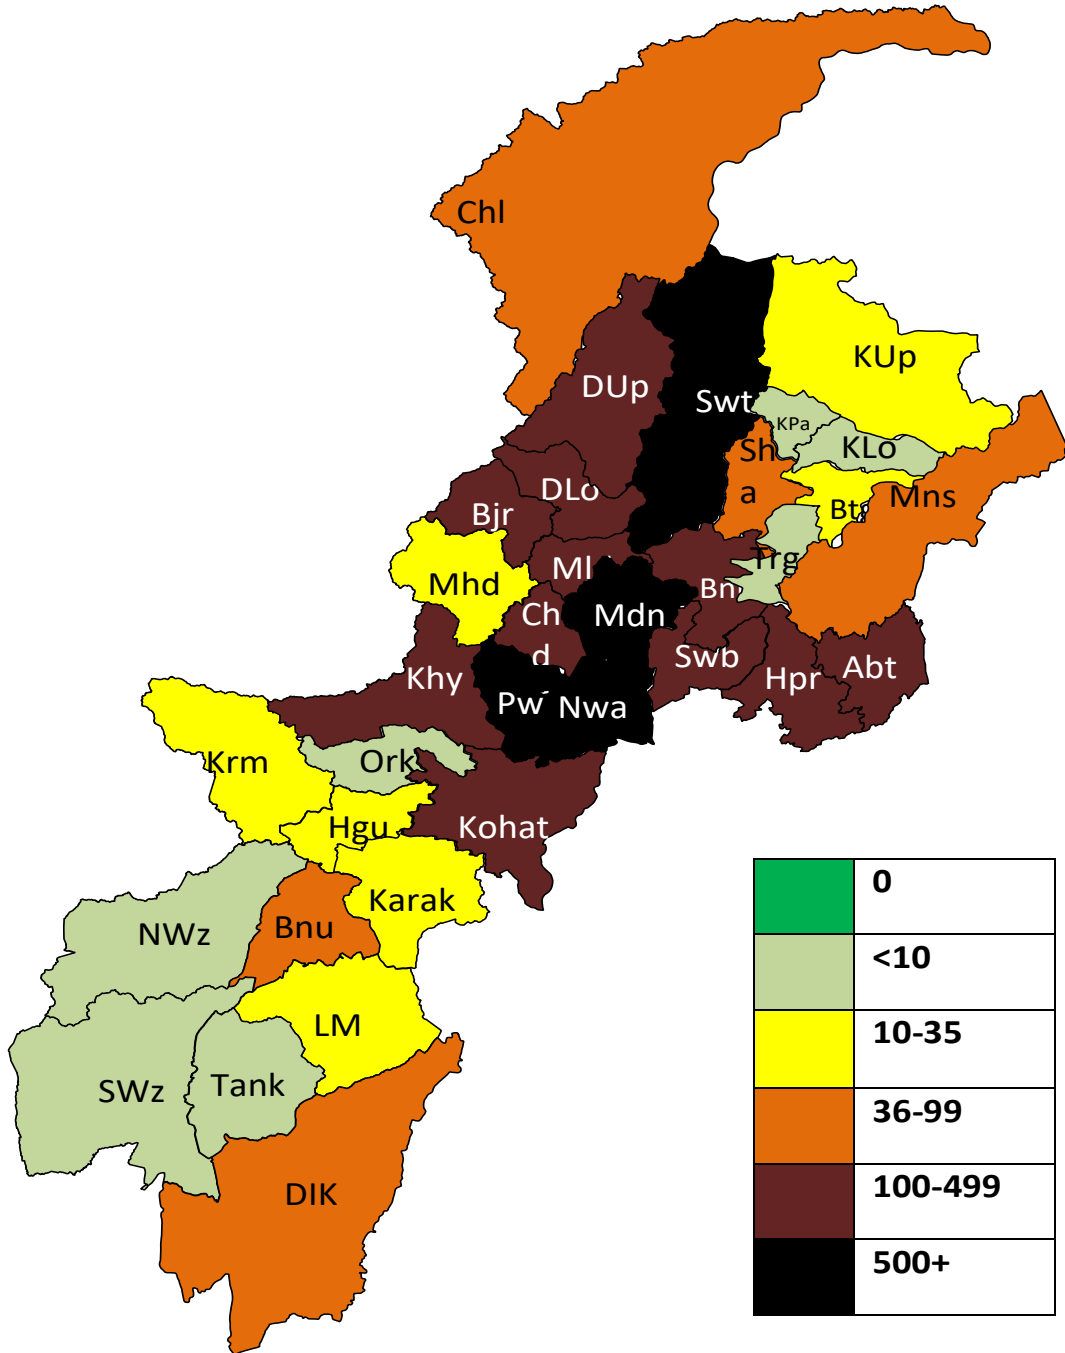 Chl
KUp
DUp
Swt
KPa
Sh
a
KLo
DLo
Mns
Bjr
Bt
Trg
Ml
Mhd
Bn
Ch
d
Mdn
Swb
Abt
Khy
Hpr
Pw
Nwa
Krm
Ork
Hgu
Kohat
Karak
NWz
Bnu
LM
SWz
Tank
DIK
0
<10
10-35
36-99
100-499
500+